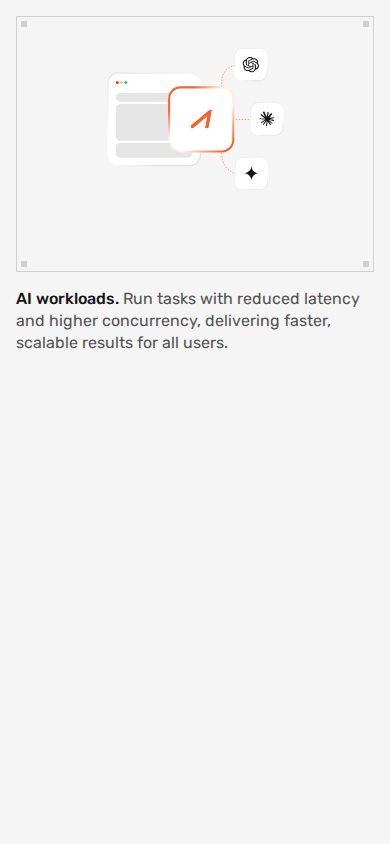 AI workloads. Run tasks with reduced latency
and higher concurrency, delivering faster,
scalable results for all users.